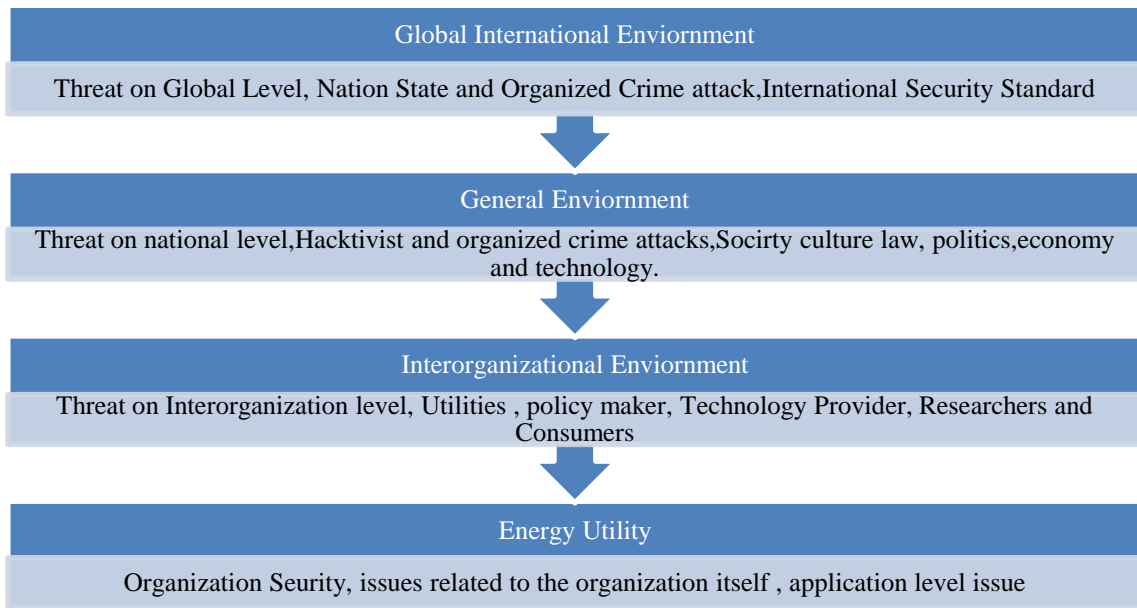 Global International Enviornment
Threat on Global Level, Nation State and Organized Crime attack,International Security Standard
General Enviornment
Threat on national level,Hacktivist and organized crime attacks,Socirty culture law, politics,economy
and technology.
Interorganizational Enviornment
Threat on Interorganization level, Utilities , policy maker, Technology Provider, Researchers and
Consumers
Energy Utility
Organization Seurity, issues related to the organization itself , application level issue